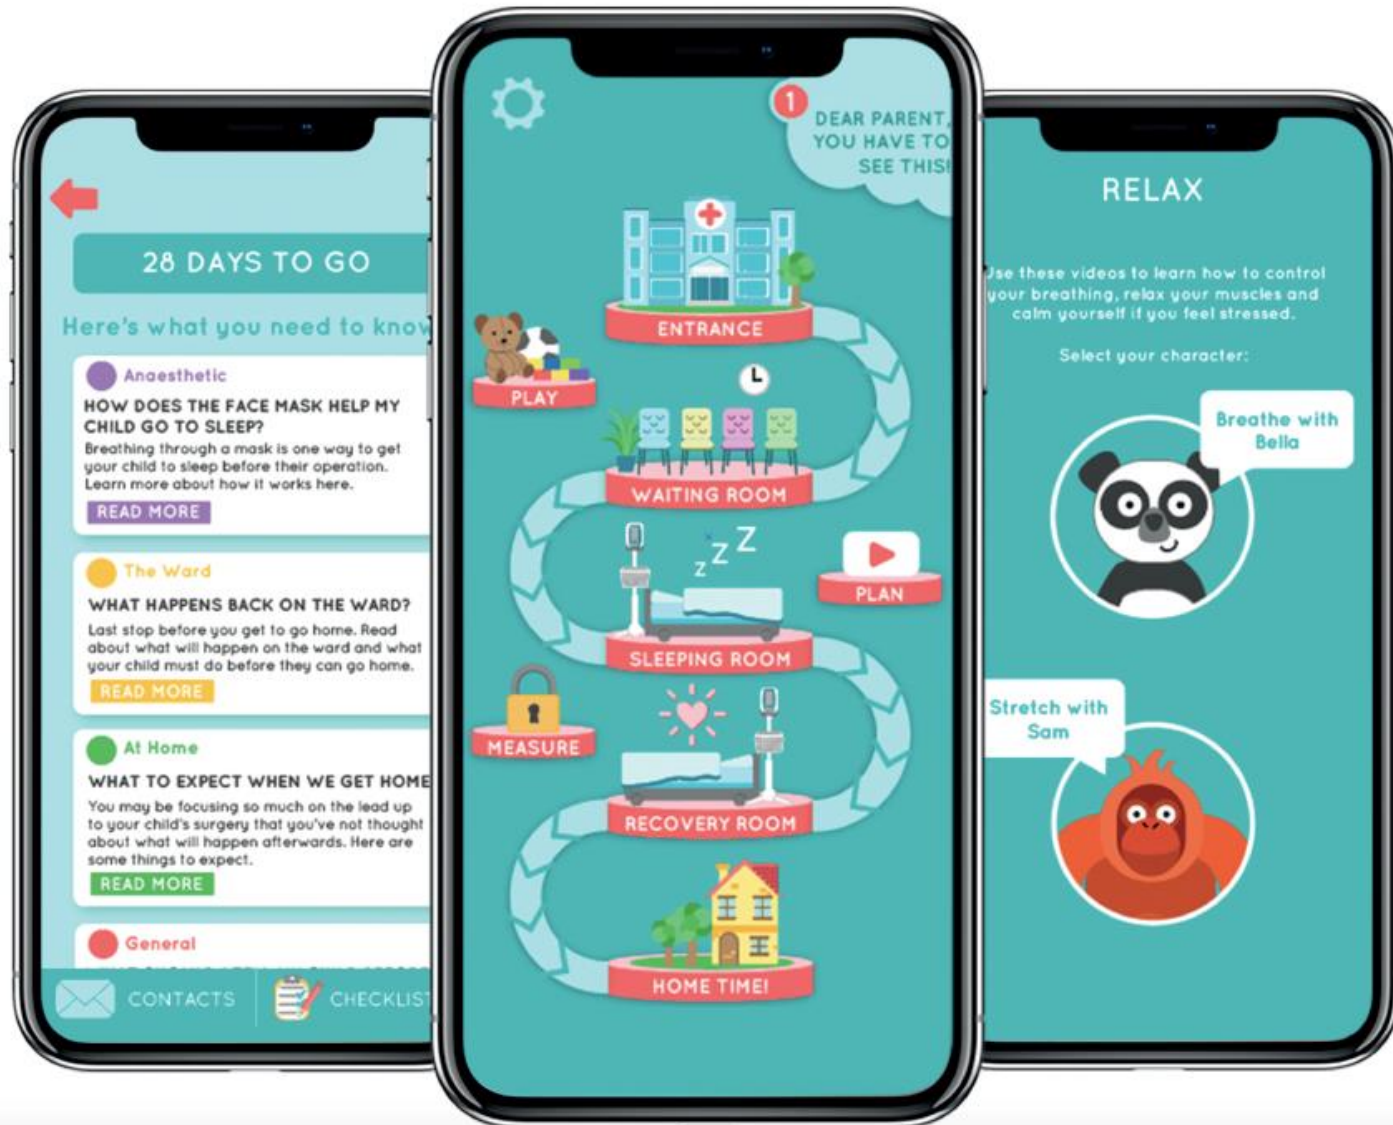 28 DAYS TO GO
Here's what you need to know
Anaesthetic
HOW DOES THE FACE MASK HELP MY
CHILD GO TO SLEEP?
Breathing through a mask is one way to get
your child to sleep before their operation.
Learn more about how it works here.
READ MORE
The Ward
WHAT HAPPENS BACK ON THE WARD?
Last stop before you get to go home. Read
about what will happen on the ward and what
your child must do before they can go home.
READ MORE
At Home
WHAT TO EXPECT WHEN WE GET HOME
You may be focusing so much on the lead up
to your child's surgery that you've not thought
about what will happen afterwards. Here are
some things to expect.
READ MORE
General
CONTACTS
CHECKLIST
1
DEAR PARENT,
YOU HAVE TO
SEE THIS!
ENTRANCE
PLAY
WAITING ROOM
z z Z
PLAN
SLEEPING ROOM
MEASURE
RECOVERY ROOM
HOME TIME!
RELAX
Use these videos to learn how to control
your breathing, relax your muscles and
calm yourself if you feel stressed.
Select your character:
Breathe with
Bella
Stretch with
Sam